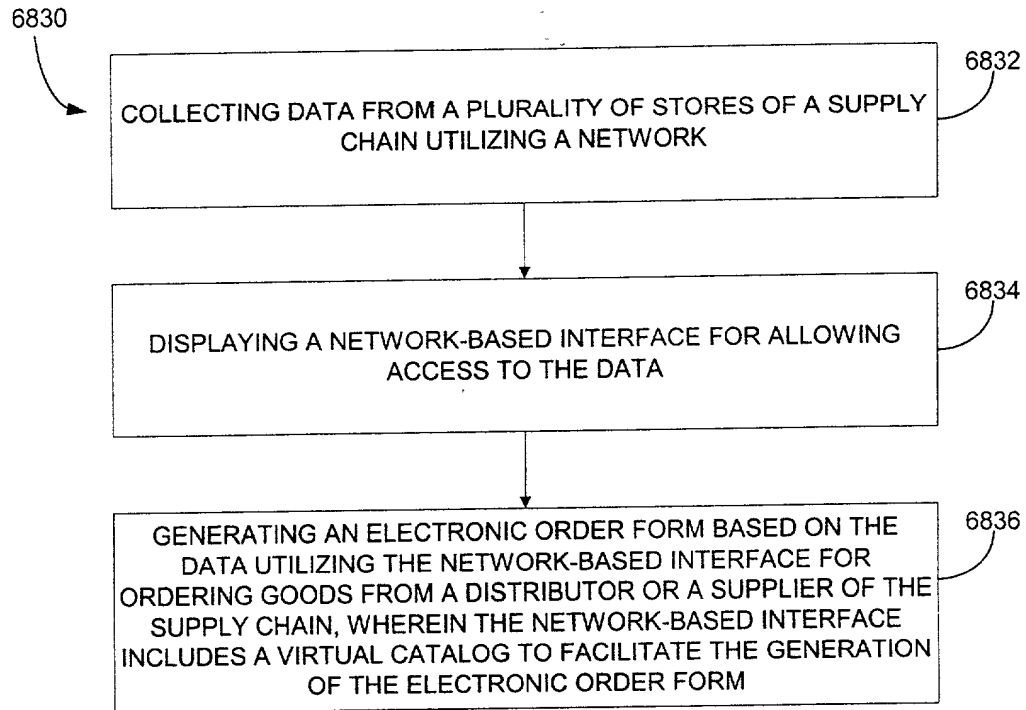 6830
6832
COLLECTING DATA FROM A PLURALITY OF STORES OF A SUPPLY
CHAIN UTILIZING A NETWORK
6834
DISPLAYING A NETWORK-BASED INTERFACE FOR ALLOWING
ACCESS TO THE DATA
6836
GENERATING AN ELECTRONIC ORDER FORM BASED ON THE
DATA UTILIZING THE NETWORK-BASED INTERFACE FOR
ORDERING GOODS FROM A DISTRIBUTOR OR A SUPPLIER OF THE
SUPPLY CHAIN, WHEREIN THE NETWORK-BASED INTERFACE
INCLUDES A VIRTUAL CATALOG TO FACILITATE THE GENERATION
OF THE ELECTRONIC ORDER FORM